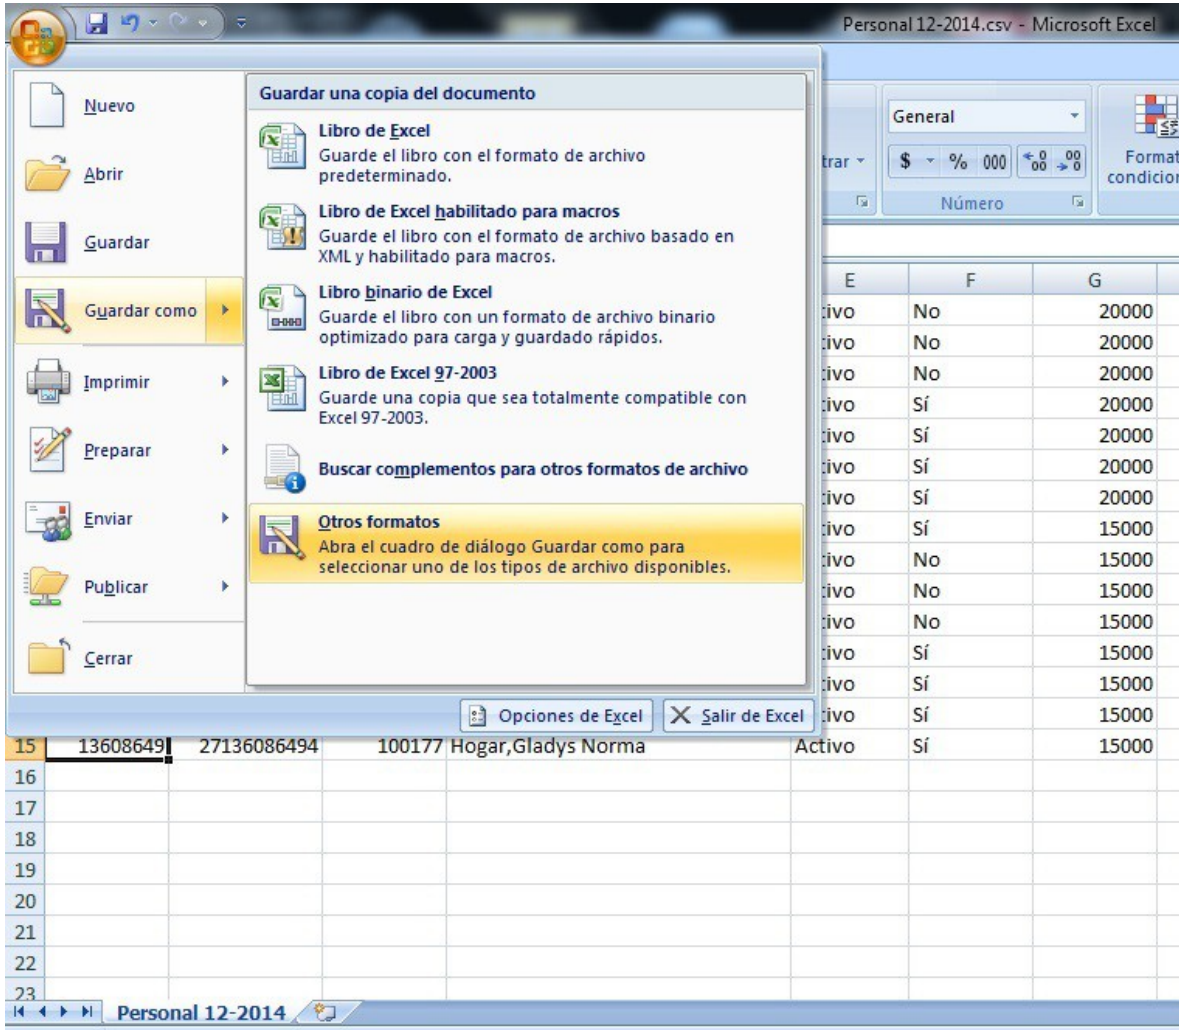 Personal 12-2014.csv - Microsoft Excel
Nuevo
Abrir
Guardar
Guardar como
Imprimir
Preparar
Enviar
Publicar
Cerrar
Guardar una copia del documento
Libro de Excel
Guarde el libro con el formato de archivo
predeterminado.
Libro de Excel habilitado para macros
Guarde el libro con el formato de archivo basado en
XML y habilitado para macros.
Libro binario de Excel
Guarde el libro con un formato de archivo binario
optimizado para carga y guardado rápidos.
Libro de Excel 97-2003
Guarde una copia que sea totalmente compatible con
Excel 97-2003.
Buscar complementos para otros formatos de archivo
Otros formatos
Abra el cuadro de diálogo Guardar como para
seleccionar uno de los tipos de archivo disponibles.
Opciones de Excel
Salir de Excel
trar
General
$ % 000
Número
Format
condicion
E F G
tivo No 20000
tivo No 20000
tivo No 20000
tivo Sí 20000
tivo Sí 20000
tivo Sí 20000
tivo Sí 20000
tivo Sí 15000
tivo No 15000
tivo No 15000
tivo No 15000
tivo Sí 15000
tivo Sí 15000
tivo Sí 15000
15 13608649 27136086494 100177 Hogar,Gladys Norma Activo Sí 15000
16
17
18
19
20
21
22
23
Personal 12-2014